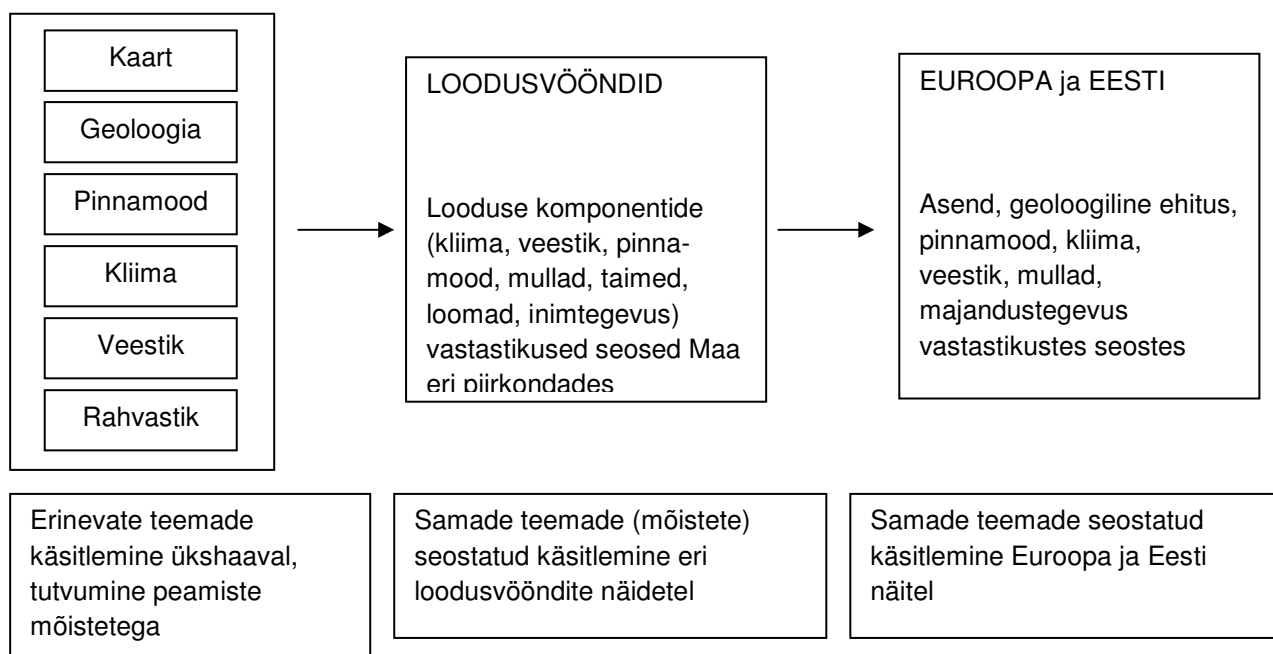 Kaart
Geoloogia
Pinnamood
Kliima
Veestik
Rahvastik
LOODUSVÖÖNDID
Looduse komponentide
(kliima, veestik, pinna-
mood, mullad, taimed,
loomad, inimtegevus)
vastastikused seosed Maa
eri piirkondades
EUROOPA ja EESTI
Asend, geoloogiline ehitus,
pinnamood, kliima,
veestik, mullad,
majandustegevus
vastastikustes seostes
Erinevate teemade
käsitlemine ükshaaval,
tutvumine peamiste
mõistetega
Samade teemade (mõistete)
seostatud käsitlemine eri
loodusvööndite näidetel
Samade teemade seostatud
käsitlemine Euroopa ja Eesti
näitel